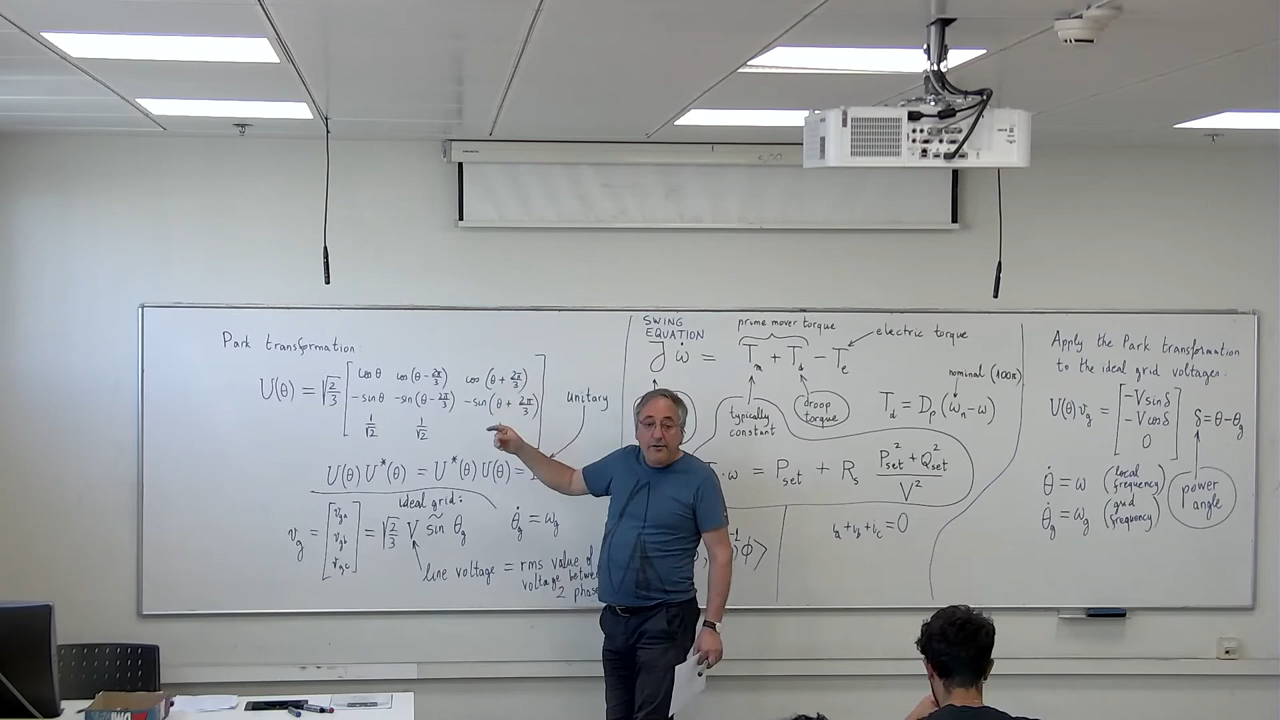 Park transformation
U(θ) = √2/3 [ cos θ cos(θ - 2π/3) cos(θ + 2π/3)
-sin θ -sin(θ - 2π/3) -sin(θ + 2π/3)
1/√2 1/√2 ]
unitary
U(θ) U*(θ) = U*(θ) U(θ) =
ideal grid:
v_g = [ v_ga v_gb v_gc ] = √2/3 V s̃in θ_g θ̇_g = ω_g
line voltage = rms value of
voltage between
2 phase
SWING
EQUATION
prime mover torque
electric torque
J ω̇ = T_m + T_d - T_e
typically
constant
droop
torque
nominal (100π)
T_d = D_p (ω_n - ω)
· ω = P_set + R_s (P_set² + Q_set²)/V²
i_a + i_b + i_c = 0
Apply the Park transformation
to the ideal grid voltages:
U(θ) v_g = [ -V sin δ
-V cos δ
0 ] δ = θ - θ_g
θ̇ = ω (local frequency)
θ̇_g = ω_g (grid frequency)
power
angle